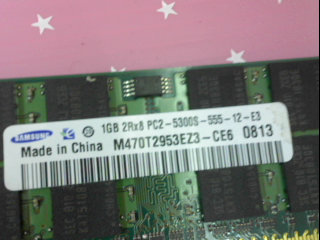 SAMSUNG 1GB 2Rx8 PC2-5300S-555-12-E3
Made in China M470T2953EZ3-CE6 0813